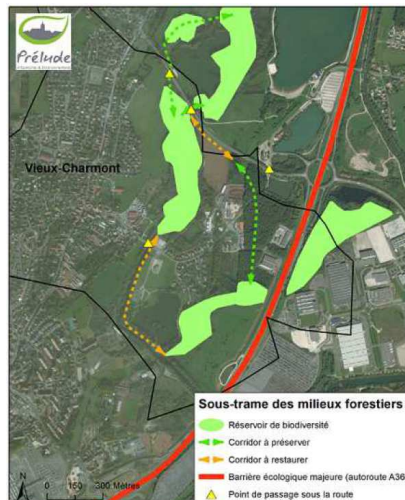 Prélude
Vieux-Charmont
Sous-trame des milieux forestiers
Réservoir de biodiversité
Corridor à préserver
Corridor à restaurer
Barrière écologique majeure (autoroute A36
Point de passage sous la route
N
0 150 300 Mètres